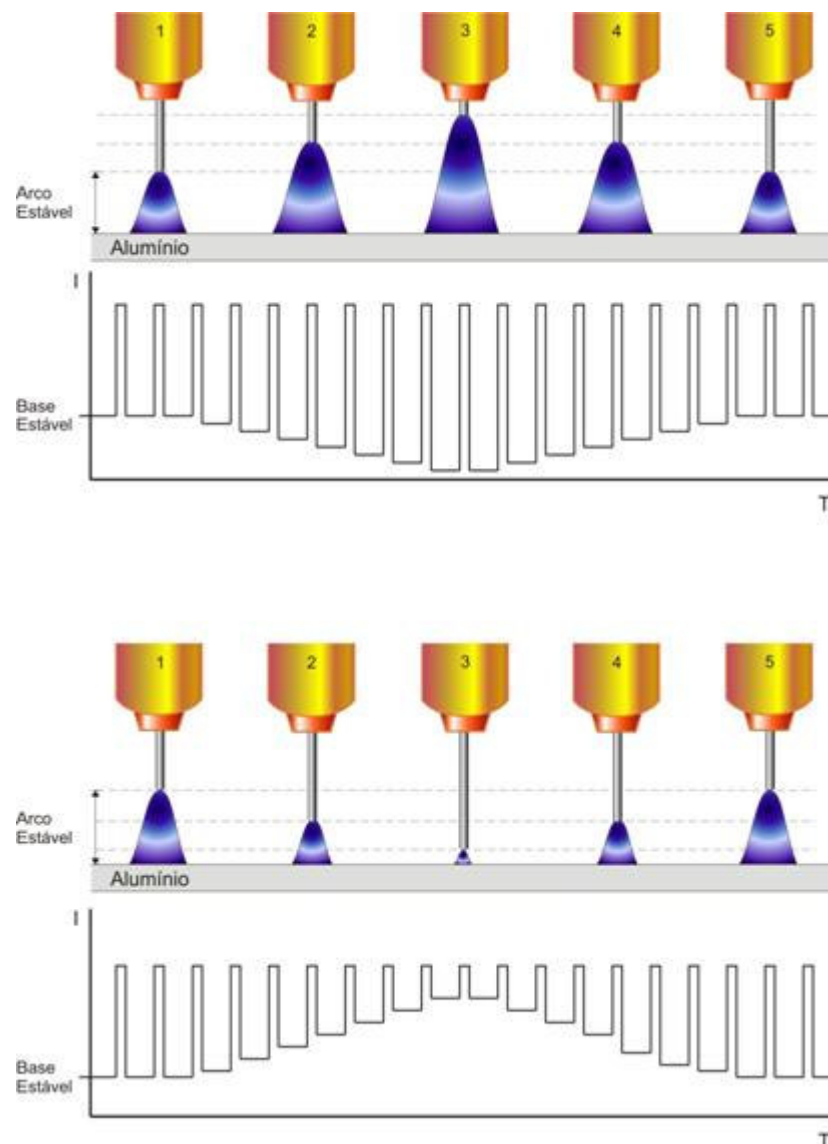 1 2 3 4 5
Arco
Estável
Alumínio
I
Base
Estável
T
1 2 3 4 5
Arco
Estável
Alumínio
I
Base
Estável
T